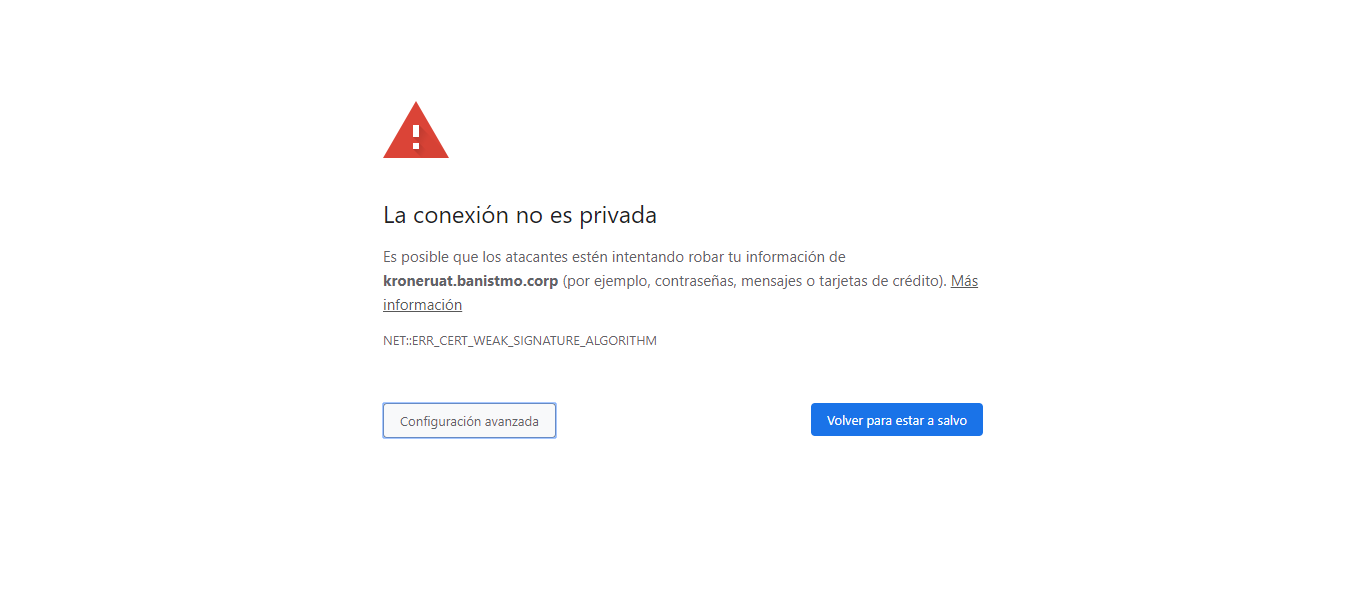 La conexión no es privada
Es posible que los atacantes estén intentando robar tu información de
kroneruat.banistmo.corp (por ejemplo, contraseñas, mensajes o tarjetas de crédito). Más
información
NET::ERR_CERT_WEAK_SIGNATURE_ALGORITHM
Configuración avanzada
Volver para estar a salvo